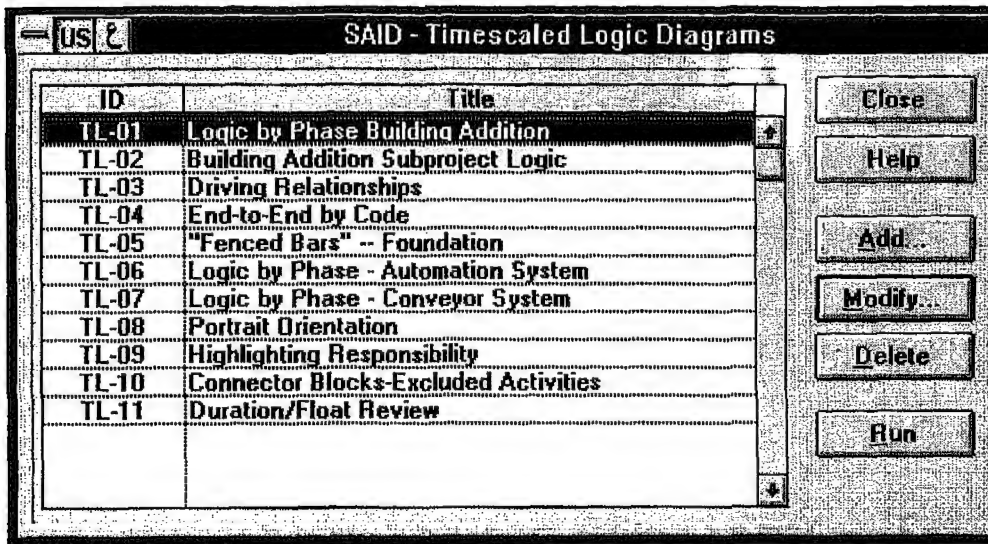 US
SAID - Timescaled Logic Diagrams
ID Title
TL-01 Logic by Phase Building Addition
TL-02 Building Addition Subproject Logic
TL-03 Driving Relationships
TL-04 End-to-End by Code
TL-05 "Fenced Bars" -- Foundation
TL-06 Logic by Phase - Automation System
TL-07 Logic by Phase - Conveyor System
TL-08 Portrait Orientation
TL-09 Highlighting Responsibility
TL-10 Connector Blocks-Excluded Activities
TL-11 Duration/Float Review
Close
Help
Add...
Modify...
Delete
Run